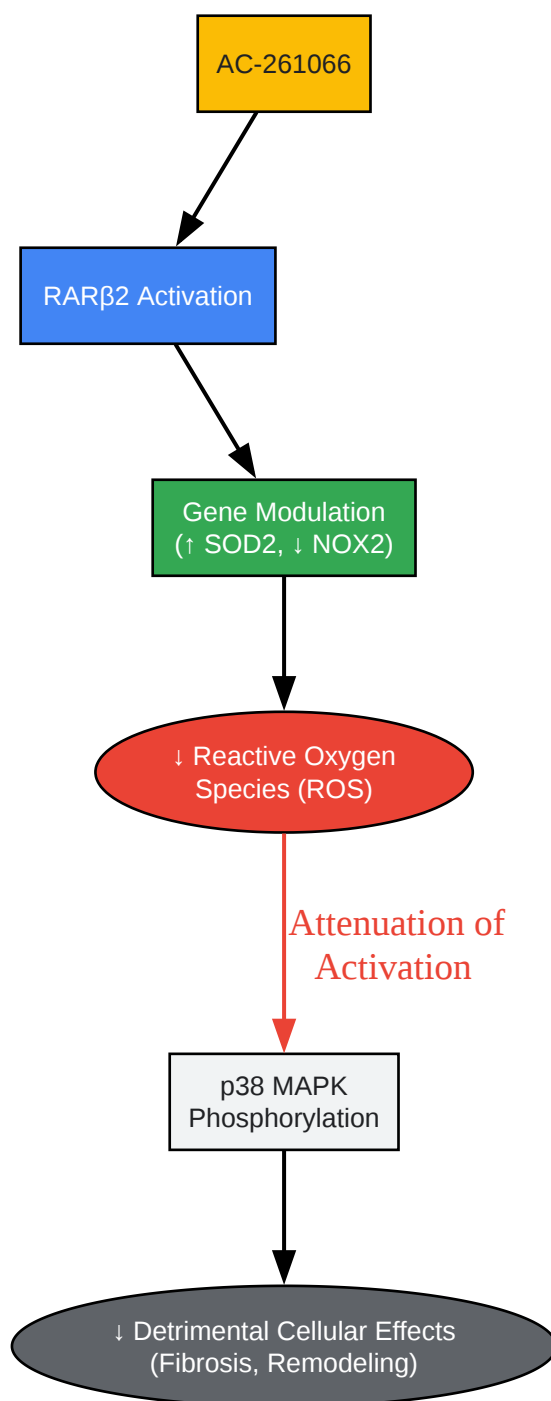 AC-261066
RARβ2 Activation
Gene Modulation
(↑ SOD2, ↓ NOX2)
↓ Reactive Oxygen
Species (ROS)
Attenuation of
Activation
p38 MAPK
Phosphorylation
↓ Detrimental Cellular Effects
(Fibrosis, Remodeling)